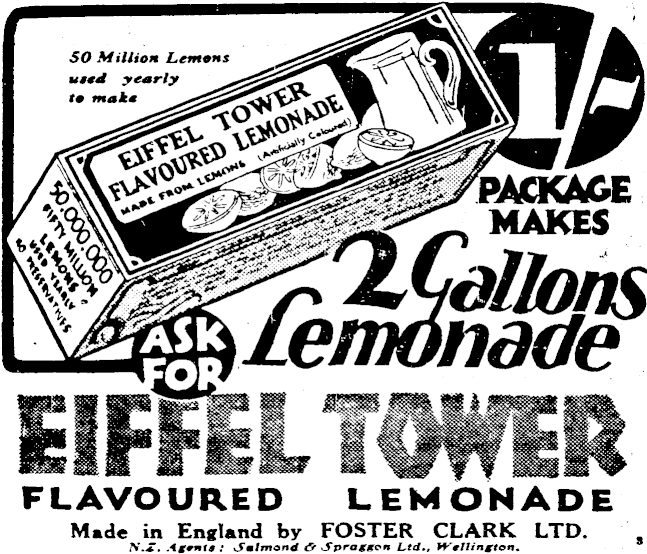 50 Million Lemons
used yearly
to make
1/-
PACKAGE
MAKES
EIFFEL TOWER
FLAVOURED LEMONADE
MADE FROM LEMONS (Artificially Coloured)
50,000,000
FIFTY MILLION
LEMONS
USED YEARLY
NO PRESERVATIVES
2 Gallons
Lemonade
ASK
FOR
EIFFEL TOWER
FLAVOURED LEMONADE
Made in England by FOSTER CLARK LTD.
N.Z. Agents: Salmond & Spraggon Ltd., Wellington.
3